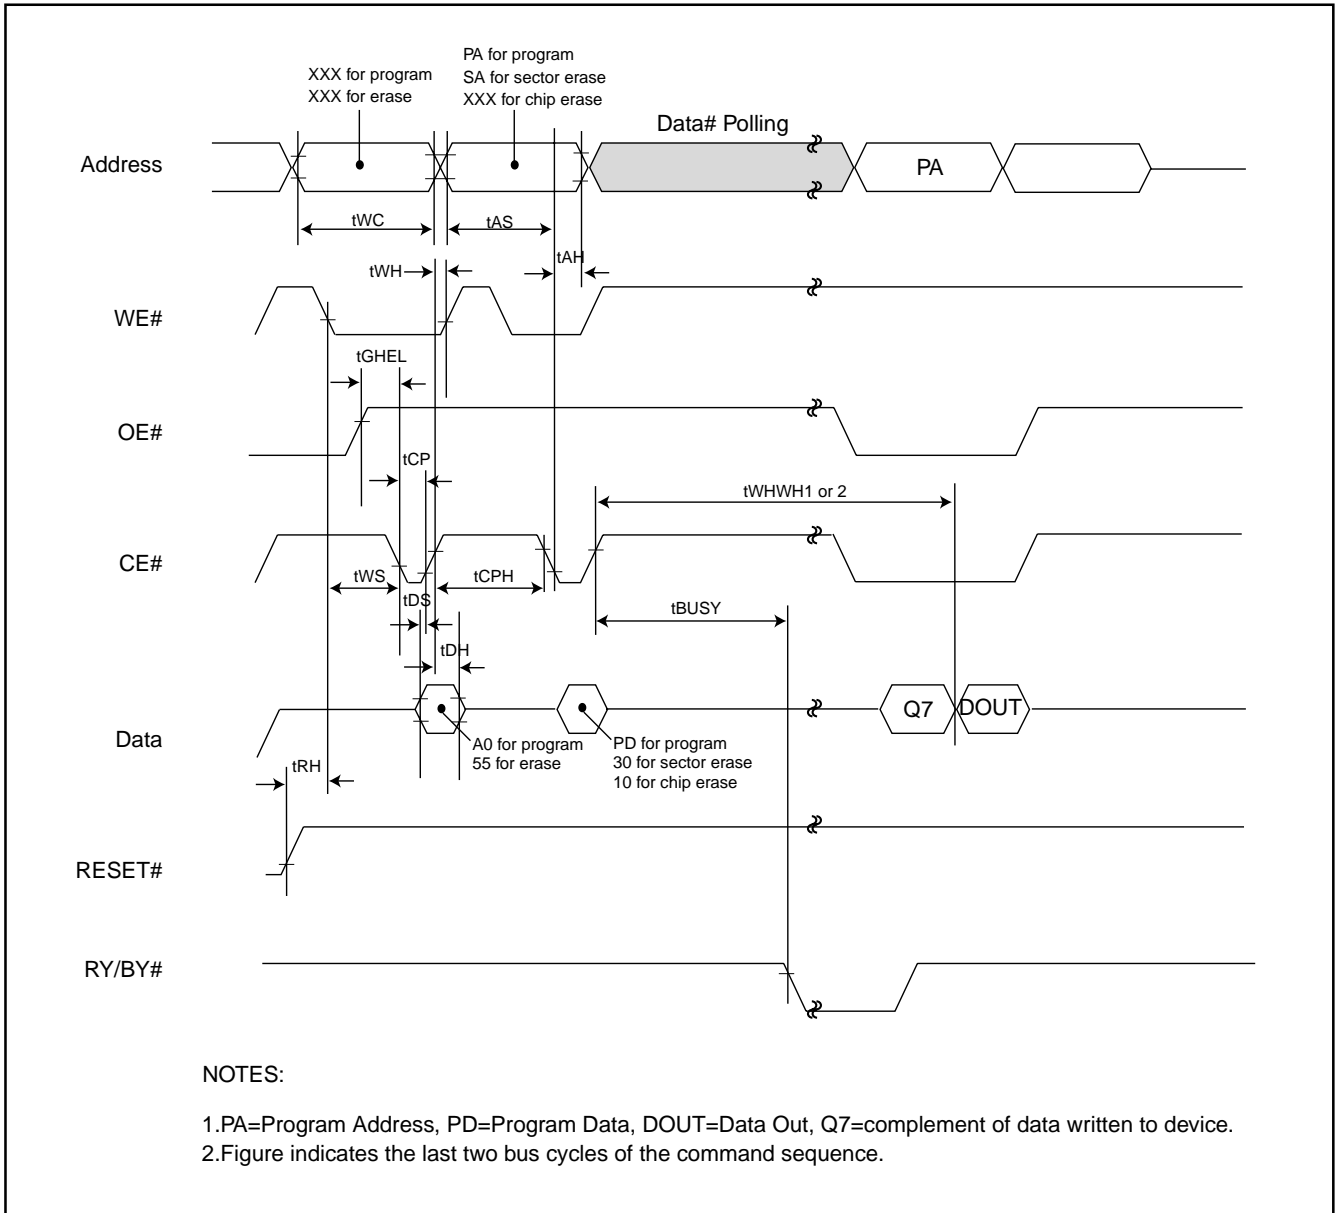 XXX for program
XXX for erase
PA for program
SA for sector erase
XXX for chip erase
Data# Polling
Address
PA
tWC
tAS
tAH
tWH
WE#
tGHEL
OE#
tCP
tWHWH1 or 2
CE#
tWS
tCPH
tDS
tBUSY
tDH
Q7
DOUT
Data
A0 for program
55 for erase
PD for program
30 for sector erase
10 for chip erase
tRH
RESET#
RY/BY#
NOTES:
1.PA=Program Address, PD=Program Data, DOUT=Data Out, Q7=complement of data written to device.
2.Figure indicates the last two bus cycles of the command sequence.